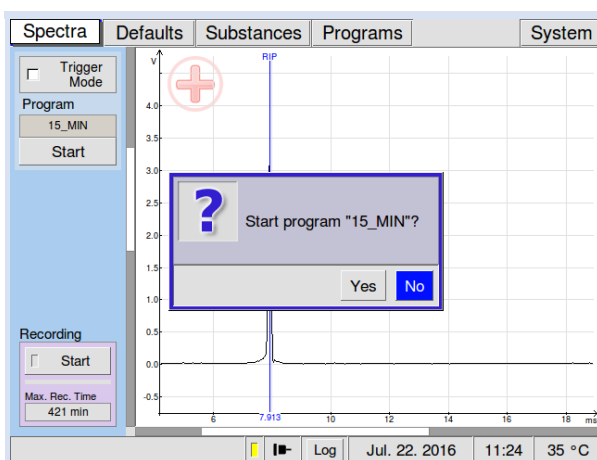 Spectra Defaults Substances Programs System
Trigger
Mode
Program
15_MIN
Start
V
RIP
4.0
3.5
3.0
2.5
2.0
1.5
1.0
0.5
0.0
-0.5
6 7.913 10 12 14 16 18 ms
?
Start program "15_MIN"?
Yes No
Recording
Start
Max. Rec. Time
421 min
Log Jul. 22. 2016 11:24 35 °C